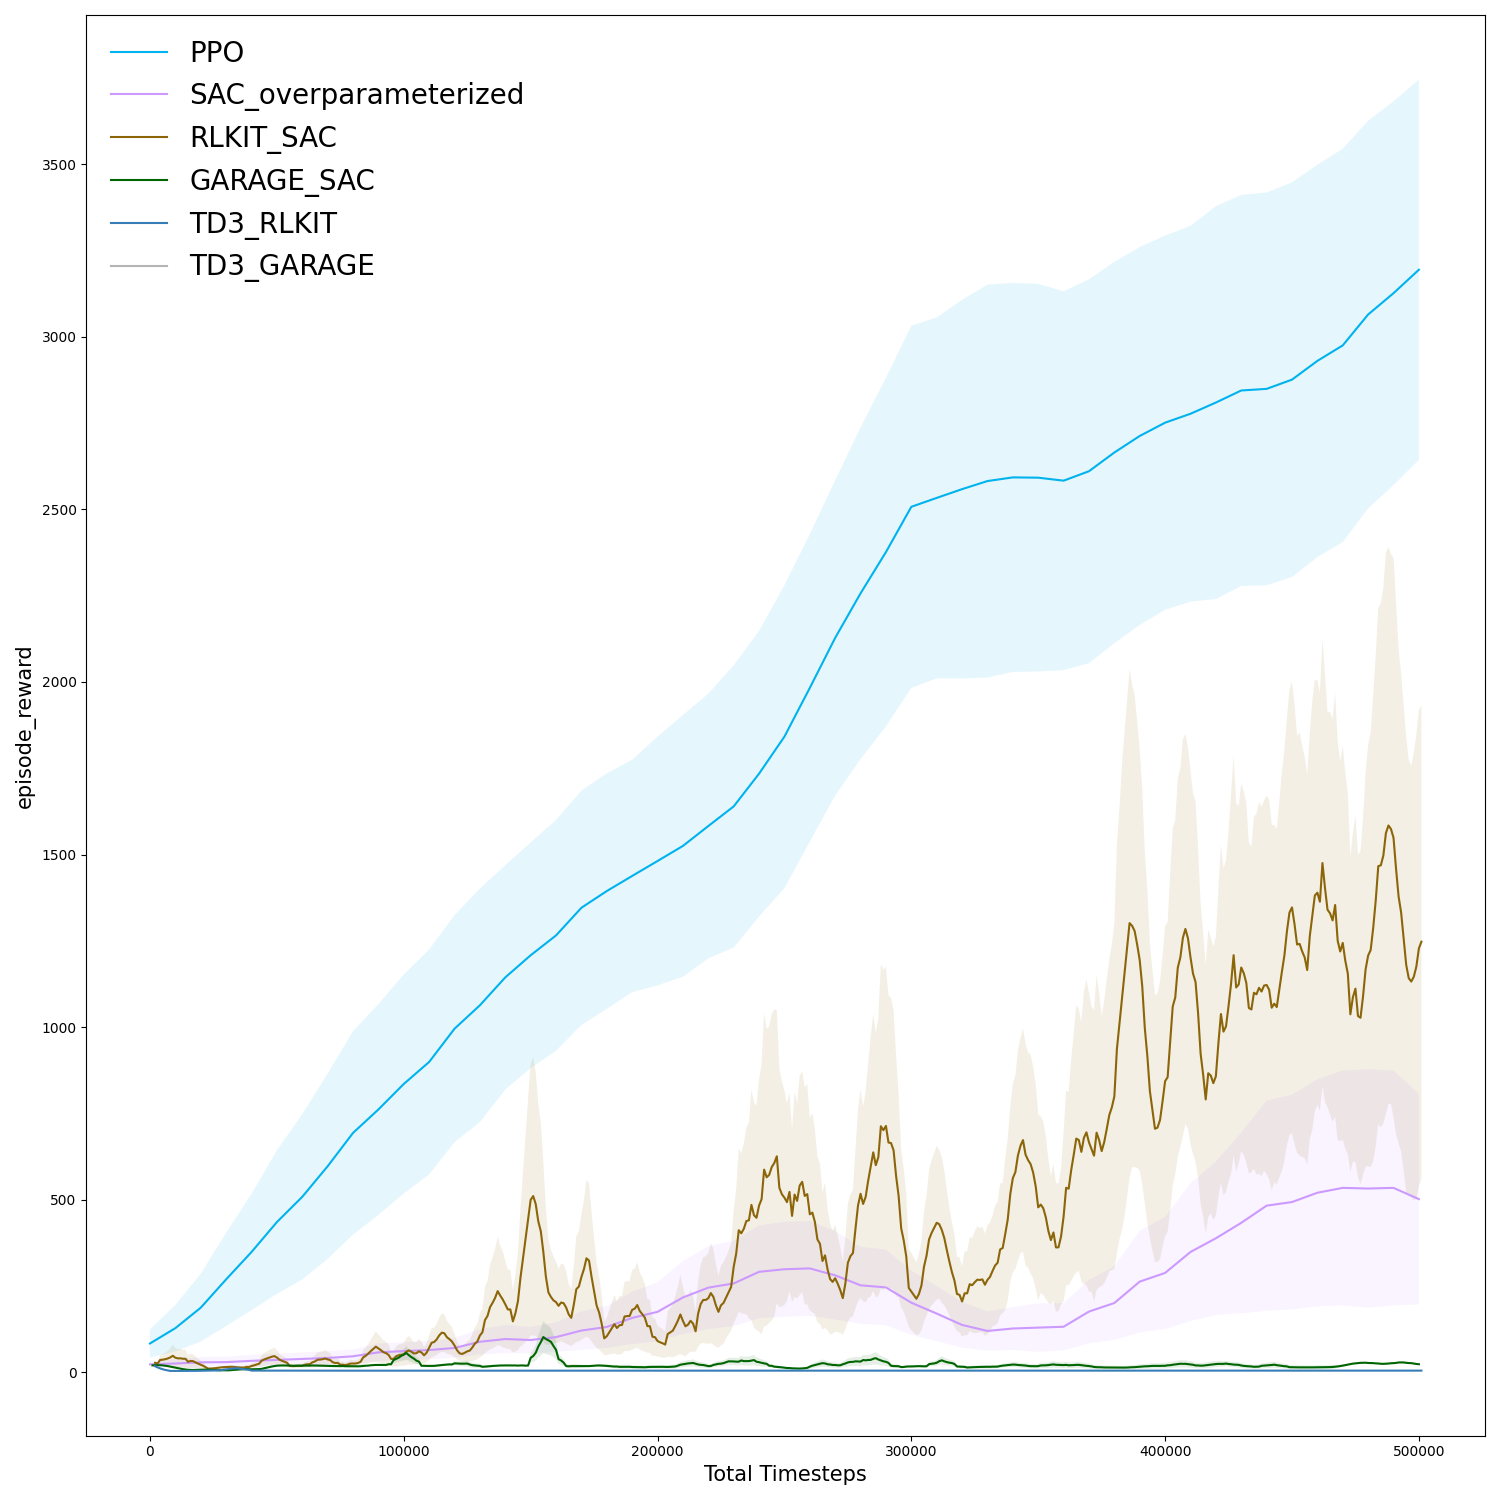 PPO
SAC_overparameterized
RLKIT_SAC
GARAGE_SAC
TD3_RLKIT
TD3_GARAGE
3500
3000
2500
2000
1500
1000
500
0
episode_reward
0 100000 200000 300000 400000 500000
Total Timesteps